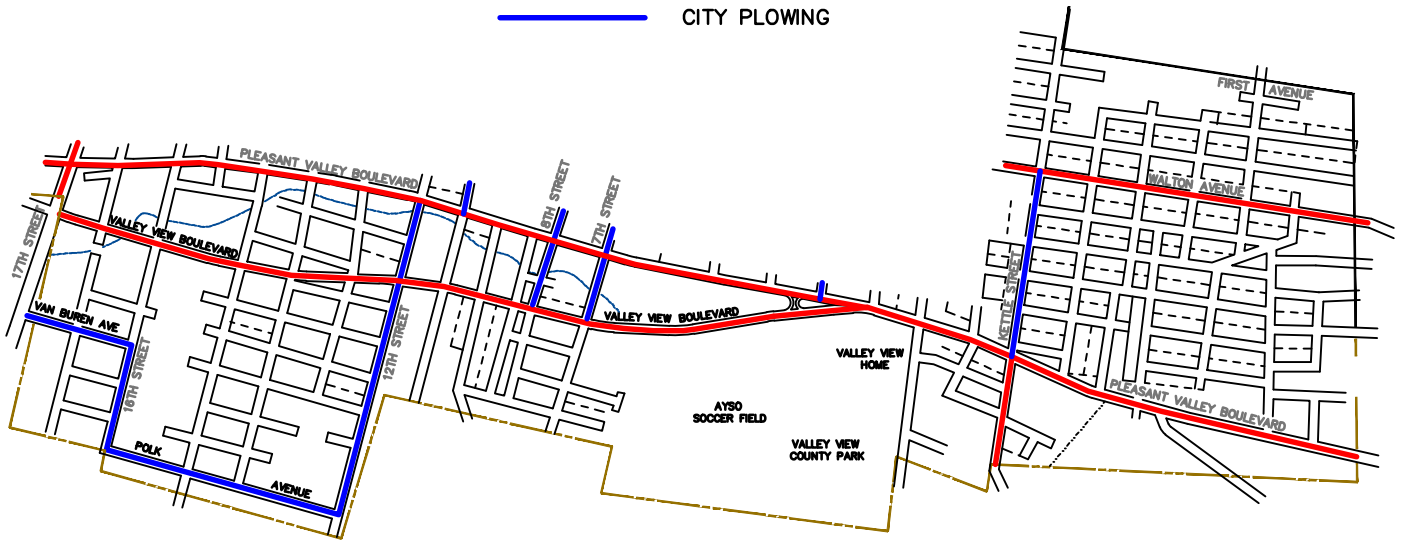 CITY PLOWING
FIRST AVENUE
PLEASANT VALLEY BOULEVARD
8TH STREET
7TH STREET
WALTON AVENUE
17TH STREET
VALLEY VIEW BOULEVARD
KETTLE STREET
VAN BUREN AVE
VALLEY VIEW BOULEVARD
12TH STREET
16TH STREET
VALLEY VIEW
HOME
PLEASANT VALLEY BOULEVARD
AYSO
SOCCER FIELD
POLK
AVENUE
VALLEY VIEW
COUNTY PARK